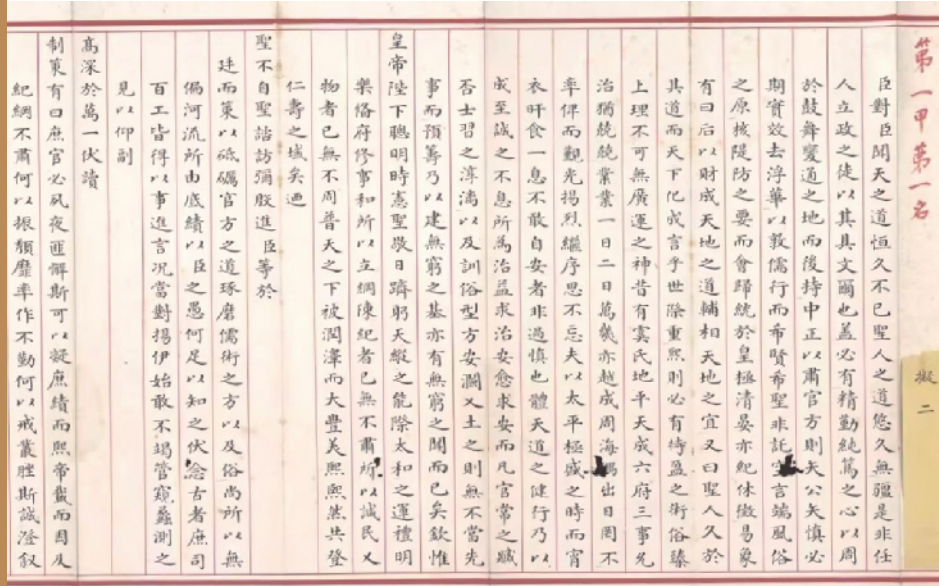 第一甲第一名
擬二
臣對臣聞天之道恒久不已聖人之道悠久無疆是非任
人立政之徒以其具文爾也蓋必有精勤純篤之心以周
於鼓舞變道之地而後持中正以肅官方則矢公矢慎必
期實效去浮華以敦儒行而希賢希聖非託空言端風俗
之原核隄防之要而會歸統於皇極清晏亦紀休徵易象
有曰后以財成天地之道輔相天地之宜又曰聖人久於
其道而天下化成言乎世際重熙則必有持盈之術俗臻
上理不可無廣運之神昔有虞氏地平天成六府三事允
治猶兢兢業業一日二日萬幾亦越成周海隅出日罔不
率俾而覲光揚烈繼序思不忘夫以太平極盛之時而宵
衣旰食一息不敢自安者非過慎也體天道之健行乃以
成至誠之不息所為治益求治安愈求安而凡官常之臧
否士習之淳漓以及訓俗型方安瀾乂土之則無不當先
事而預籌乃以建無窮之基亦有無窮之聞而已矣欽惟
皇帝陛下聰明時憲聖敬日躋躬天縱之能際太和之運禮明
樂備府修事和所以立綱陳紀者已無不肅所以諴民乂
物者已無不周普天之下被潤澤而大豐美熙熙然共登
仁壽之域矣迺
聖不自聖詰訪彌殷進臣等於
廷而策以砥礪官方之道琢磨儒術之方以及俗尚所以無
偏河流所由底績以臣之愚何足以知之伏念古者庶司
百工皆得以事進言況當對揚伊始敢不竭管窺蠡測之
見以仰副
高深於萬一伏讀
制策有曰庶官必夙夜匪懈斯可以凝庶績而熙帝載而因及
紀綱不肅何以振頹靡率作不勤何以戒叢脞斯誠澄敘